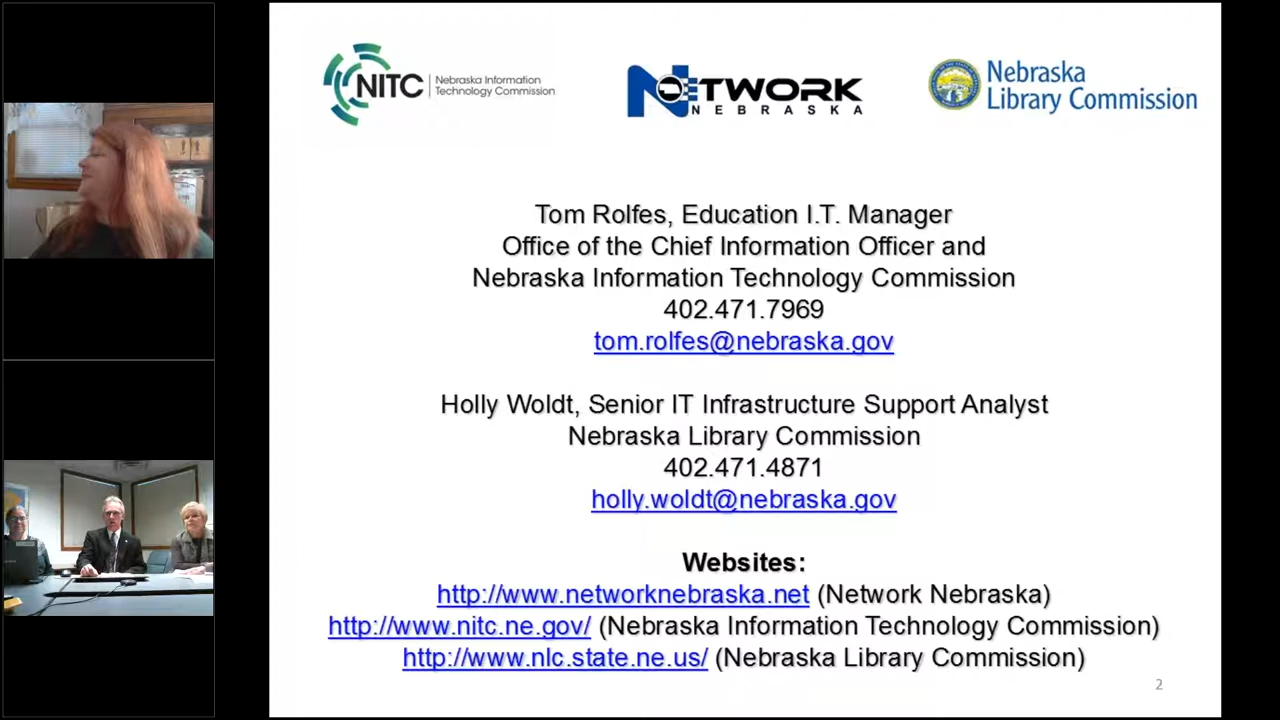 NITC Nebraska Information
Technology Commission
NETWORK
NEBRASKA
Nebraska
Library Commission
Tom Rolfes, Education I.T. Manager
Office of the Chief Information Officer and
Nebraska Information Technology Commission
402.471.7969
tom.rolfes@nebraska.gov
Holly Woldt, Senior IT Infrastructure Support Analyst
Nebraska Library Commission
402.471.4871
holly.woldt@nebraska.gov
Websites:
http://www.networknebraska.net (Network Nebraska)
http://www.nitc.ne.gov/ (Nebraska Information Technology Commission)
http://www.nlc.state.ne.us/ (Nebraska Library Commission)
2